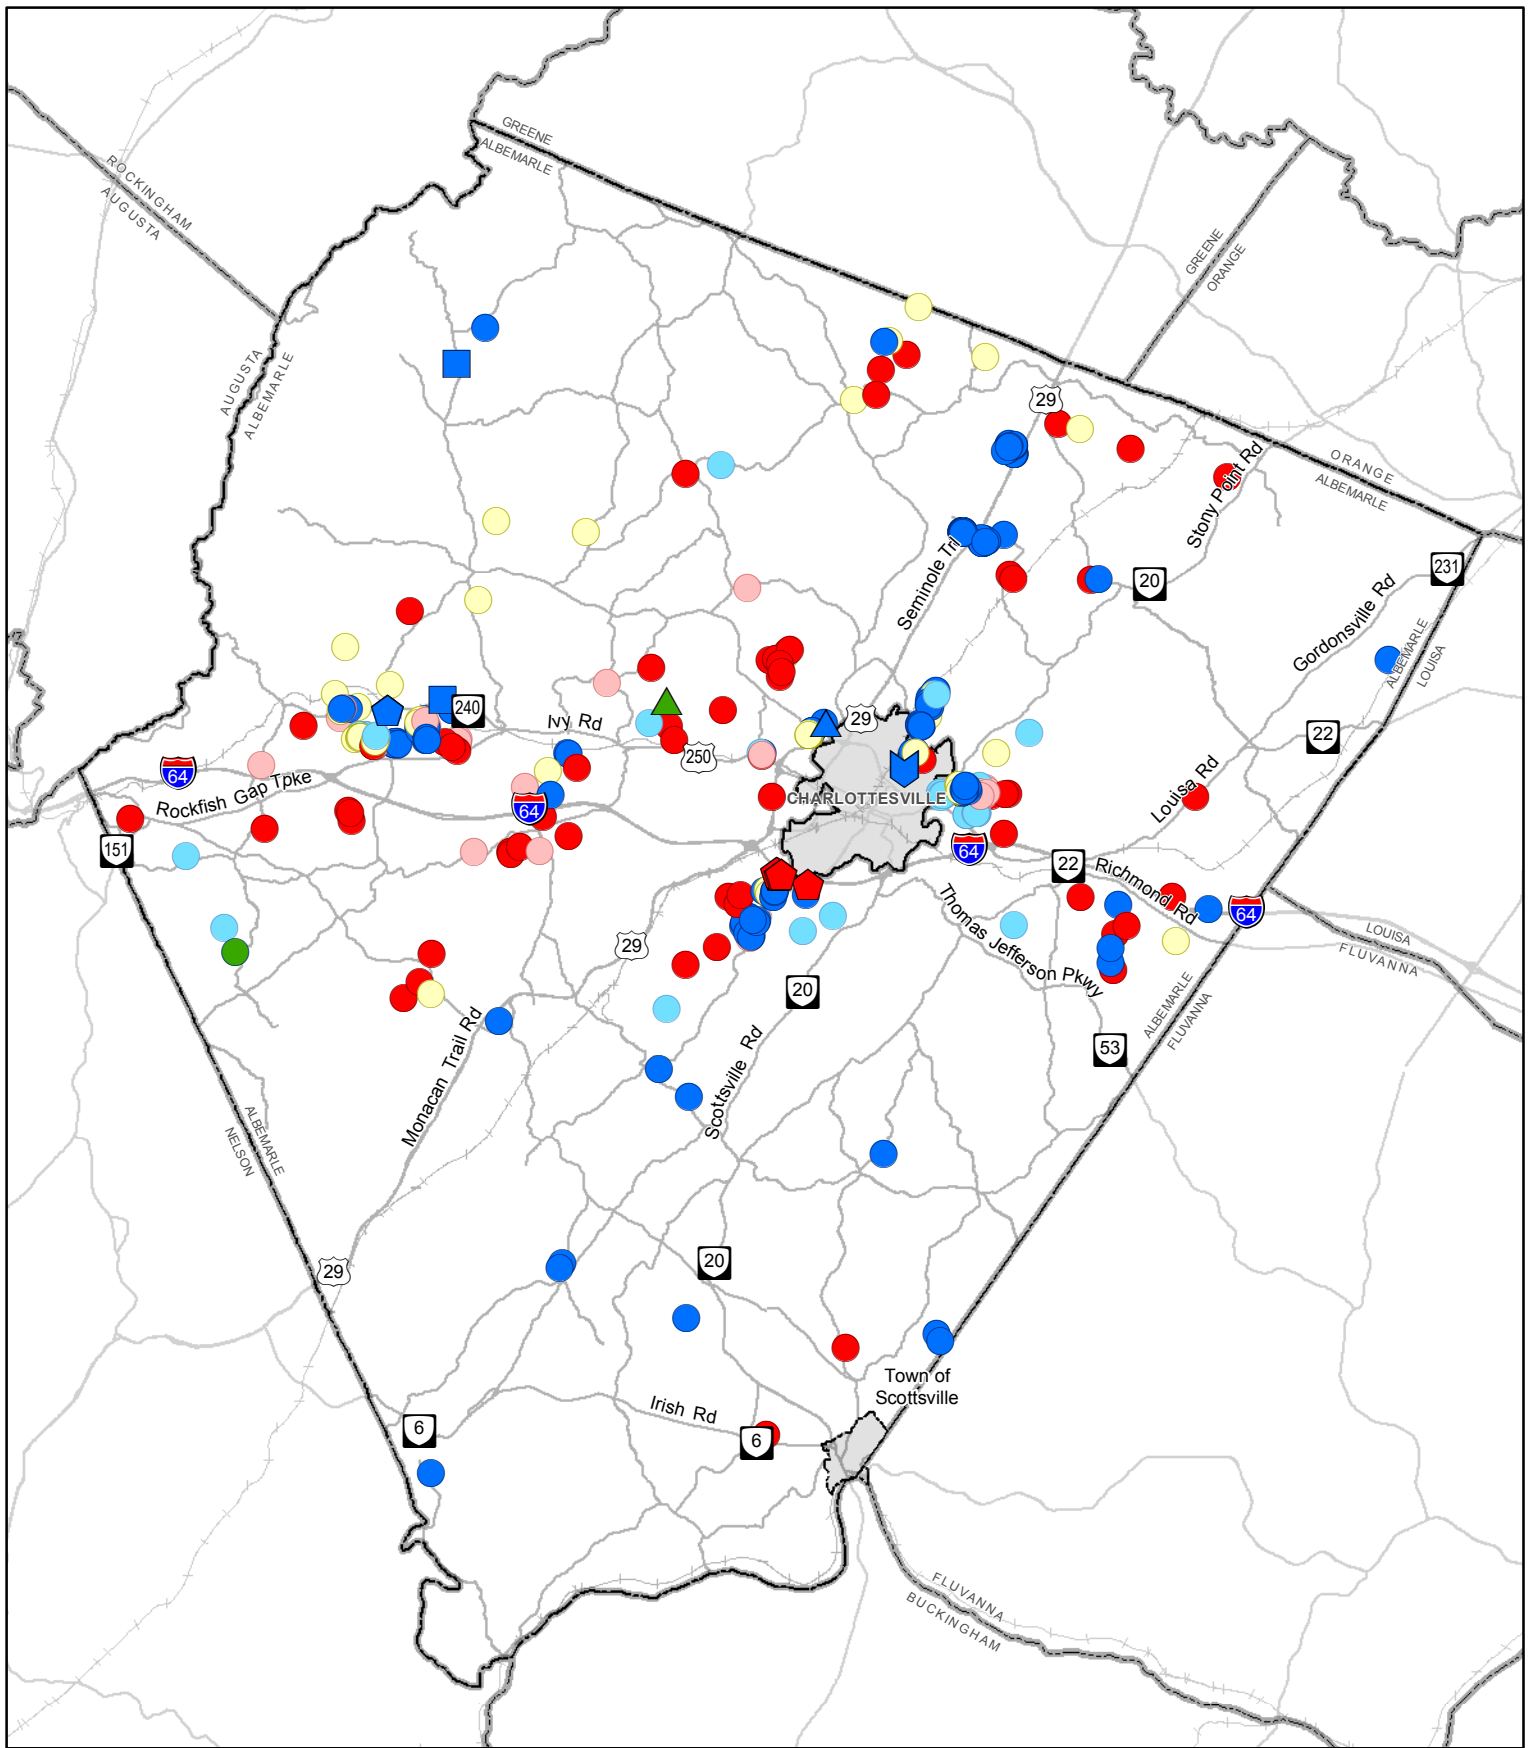 GREENE
ALBEMARLE
ROCKINGHAM
AUGUSTA
GREENE
ORANGE
AUGUSTA
ALBEMARLE
29
ORANGE
ALBEMARLE
Stony Point Rd
Seminole Trl
20
231
Gordonsville Rd
ALBEMARLE
LOUISA
240
Ivy Rd
29
250
22
64
Rockfish Gap Tpke
64
CHARLOTTESVILLE
Louisa Rd
151
64
22
Richmond Rd
64
Thomas Jefferson Pkwy
29
LOUISA
FLUVANNA
20
ALBEMARLE
FLUVANNA
53
Monacan Trail Rd
Scottsville Rd
ALBEMARLE
NELSON
20
29
Town of
Scottsville
Irish Rd
6
6
FLUVANNA
BUCKINGHAM